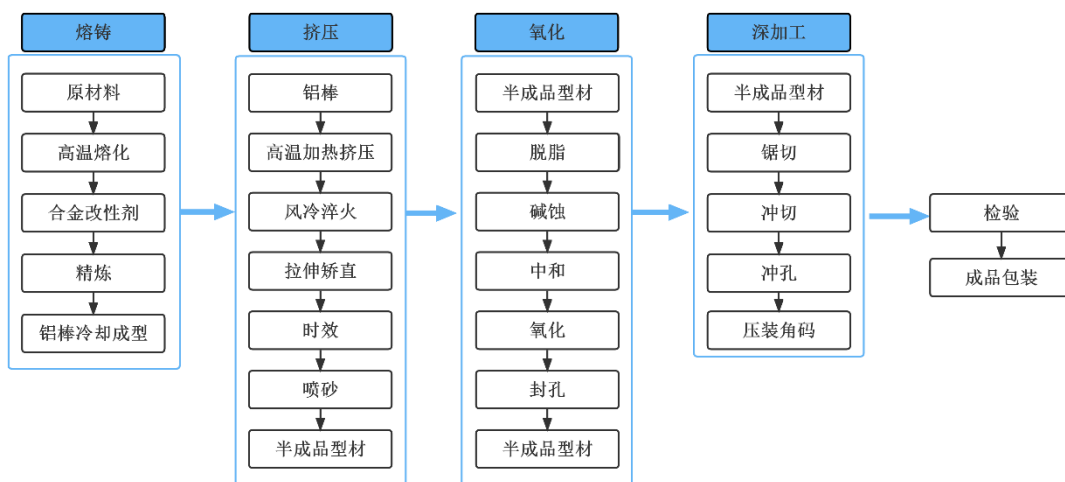 熔铸
原材料
高温熔化
合金改性剂
精炼
铝棒冷却成型
挤压
铝棒
高温加热挤压
风冷淬火
拉伸矫直
时效
喷砂
半成品型材
氧化
半成品型材
脱脂
碱蚀
中和
氧化
封孔
半成品型材
深加工
半成品型材
锯切
冲切
冲孔
压装角码
检验
成品包装